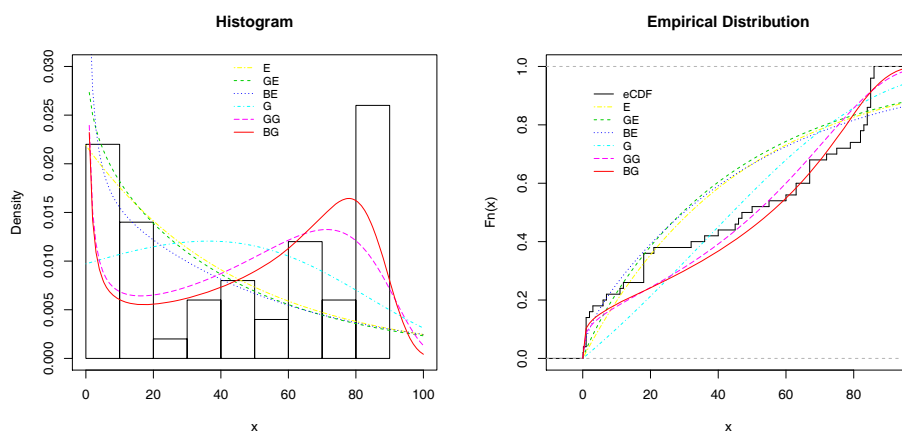 Histogram
Density
0.030
0.025
0.020
0.015
0.010
0.005
0.000
E
GE
BE
G
GG
BG
0 20 40 60 80 100
x
Empirical Distribution
Fn(x)
1.0
0.8
0.6
0.4
0.2
0.0
eCDF
E
GE
BE
G
GG
BG
0 20 40 60 80
x